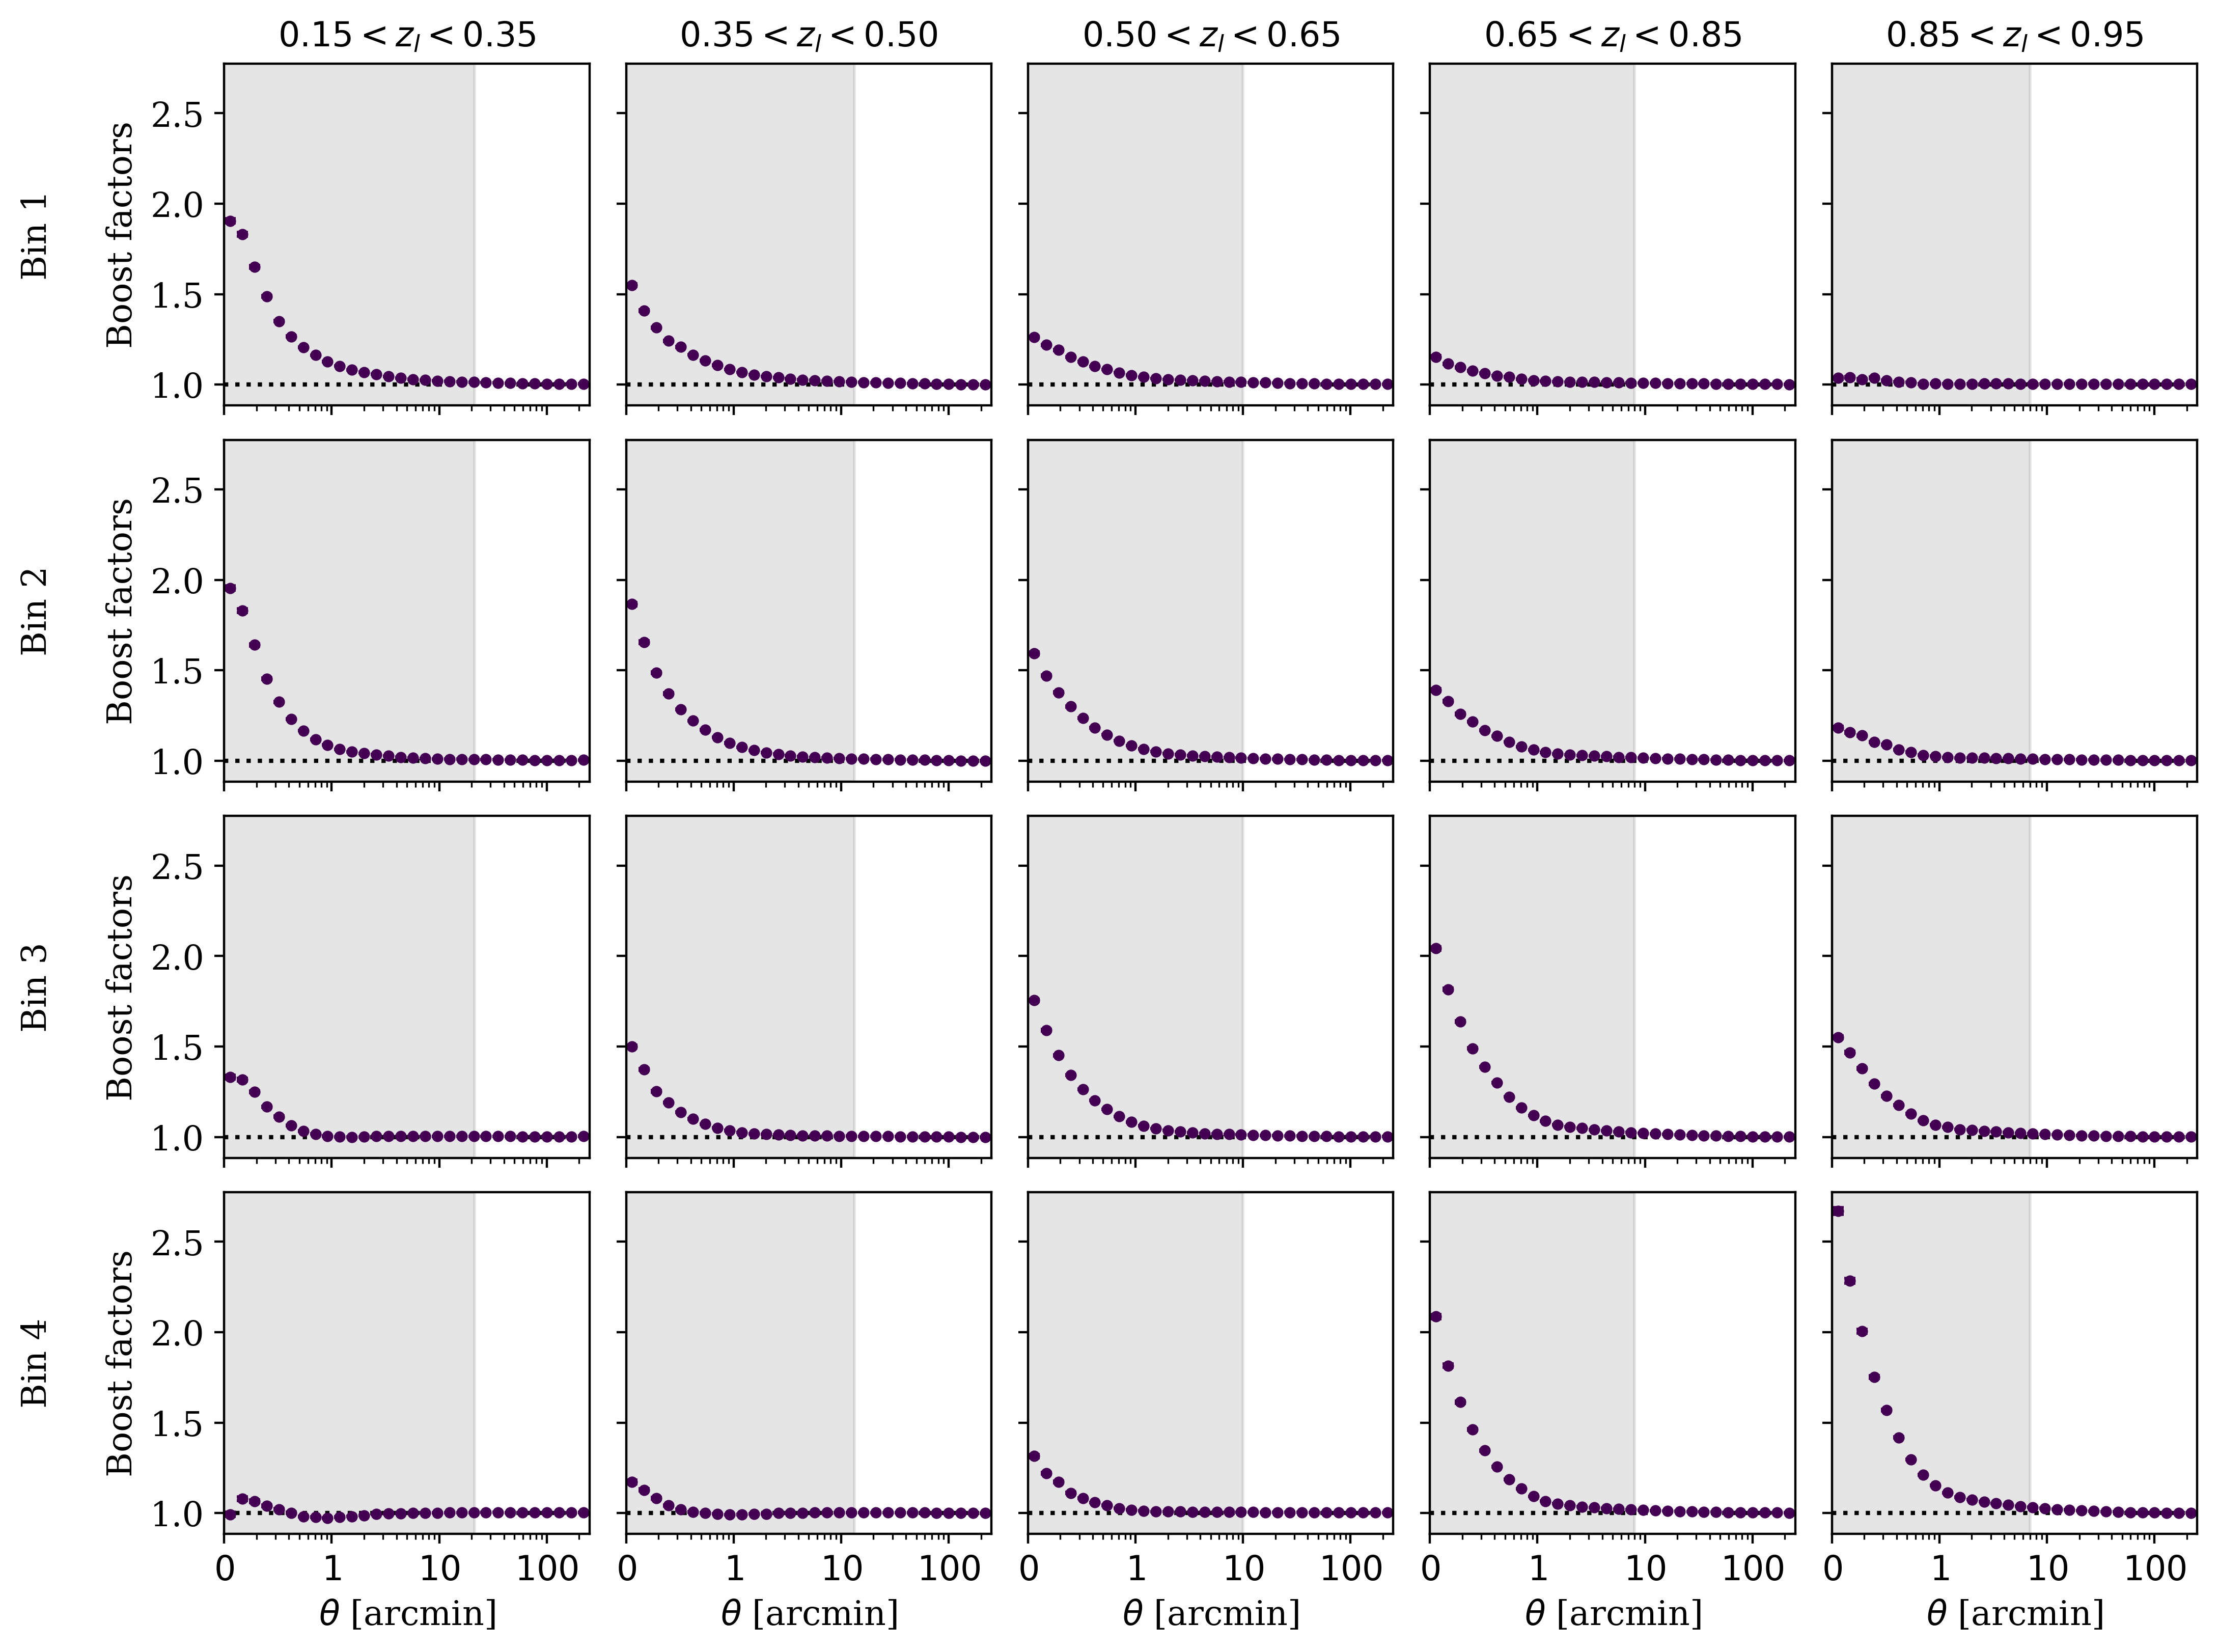 0.15 < z_l < 0.35 0.35 < z_l < 0.50 0.50 < z_l < 0.65 0.65 < z_l < 0.85 0.85 < z_l < 0.95
Bin 1
Boost factors
2.5
2.0
1.5
1.0
Bin 2
Boost factors
2.5
2.0
1.5
1.0
Bin 3
Boost factors
2.5
2.0
1.5
1.0
Bin 4
Boost factors
2.5
2.0
1.5
1.0
0 1 10 100 0 1 10 100 0 1 10 100 0 1 10 100 0 1 10 100
θ [arcmin] θ [arcmin] θ [arcmin] θ [arcmin] θ [arcmin]